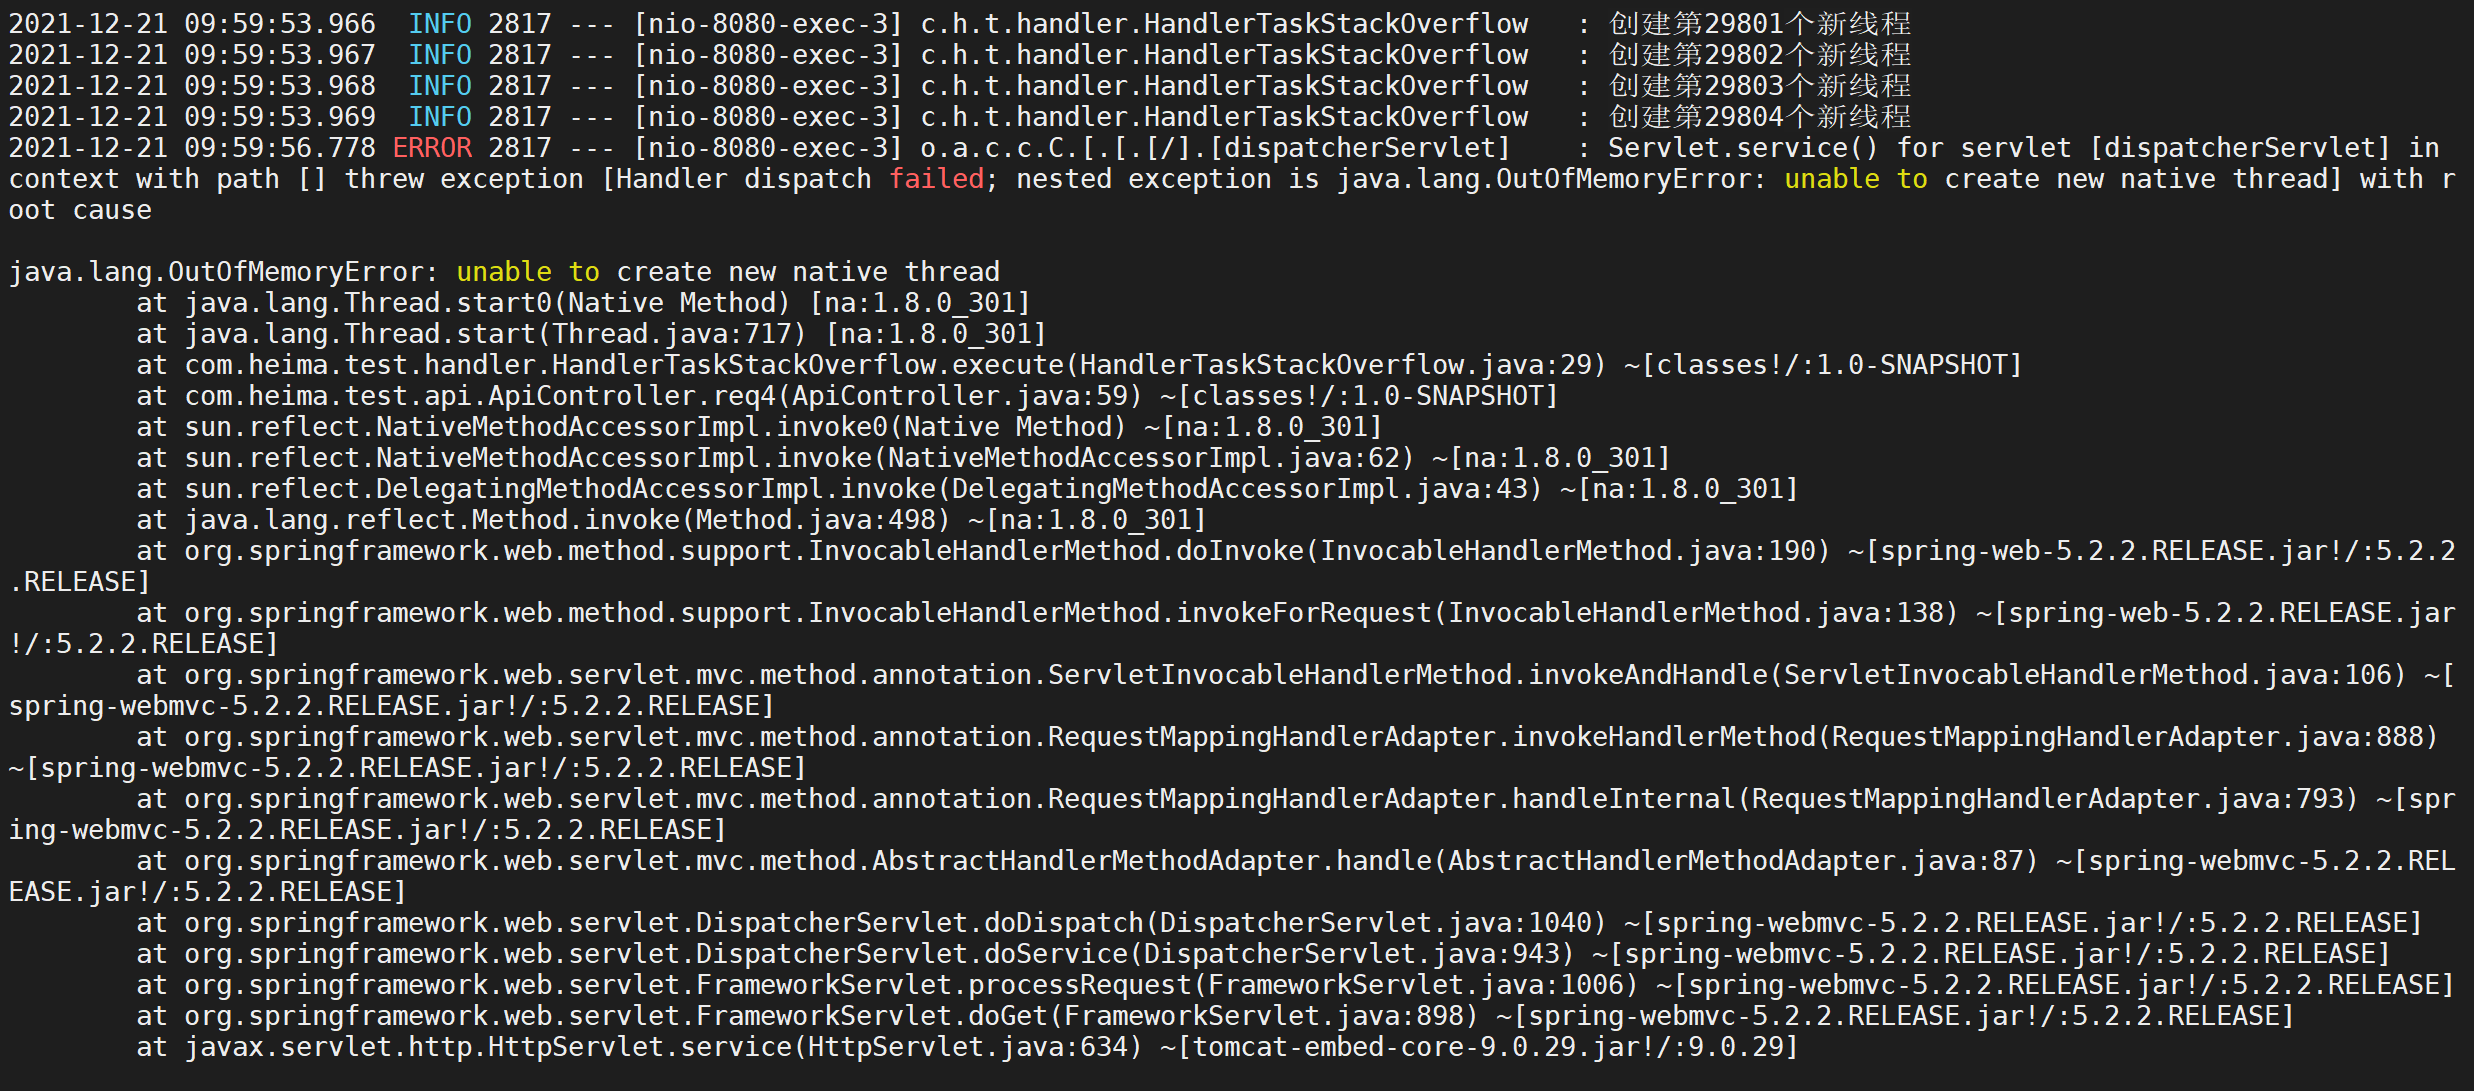 2021-12-21 09:59:53.966  INFO 2817 --- [nio-8080-exec-3] c.h.t.handler.HandlerTaskStackOverflow   : 创建第29801个新线程
2021-12-21 09:59:53.967  INFO 2817 --- [nio-8080-exec-3] c.h.t.handler.HandlerTaskStackOverflow   : 创建第29802个新线程
2021-12-21 09:59:53.968  INFO 2817 --- [nio-8080-exec-3] c.h.t.handler.HandlerTaskStackOverflow   : 创建第29803个新线程
2021-12-21 09:59:53.969  INFO 2817 --- [nio-8080-exec-3] c.h.t.handler.HandlerTaskStackOverflow   : 创建第29804个新线程
2021-12-21 09:59:56.778 ERROR 2817 --- [nio-8080-exec-3] o.a.c.c.C.[.[.[/].[dispatcherServlet]    : Servlet.service() for servlet [dispatcherServlet] in
context with path [] threw exception [Handler dispatch failed; nested exception is java.lang.OutOfMemoryError: unable to create new native thread] with r
oot cause

java.lang.OutOfMemoryError: unable to create new native thread
        at java.lang.Thread.start0(Native Method) [na:1.8.0_301]
        at java.lang.Thread.start(Thread.java:717) [na:1.8.0_301]
        at com.heima.test.handler.HandlerTaskStackOverflow.execute(HandlerTaskStackOverflow.java:29) ~[classes!/:1.0-SNAPSHOT]
        at com.heima.test.api.ApiController.req4(ApiController.java:59) ~[classes!/:1.0-SNAPSHOT]
        at sun.reflect.NativeMethodAccessorImpl.invoke0(Native Method) ~[na:1.8.0_301]
        at sun.reflect.NativeMethodAccessorImpl.invoke(NativeMethodAccessorImpl.java:62) ~[na:1.8.0_301]
        at sun.reflect.DelegatingMethodAccessorImpl.invoke(DelegatingMethodAccessorImpl.java:43) ~[na:1.8.0_301]
        at java.lang.reflect.Method.invoke(Method.java:498) ~[na:1.8.0_301]
        at org.springframework.web.method.support.InvocableHandlerMethod.doInvoke(InvocableHandlerMethod.java:190) ~[spring-web-5.2.2.RELEASE.jar!/:5.2.2
.RELEASE]
        at org.springframework.web.method.support.InvocableHandlerMethod.invokeForRequest(InvocableHandlerMethod.java:138) ~[spring-web-5.2.2.RELEASE.jar
!/:5.2.2.RELEASE]
        at org.springframework.web.servlet.mvc.method.annotation.ServletInvocableHandlerMethod.invokeAndHandle(ServletInvocableHandlerMethod.java:106) ~[
spring-webmvc-5.2.2.RELEASE.jar!/:5.2.2.RELEASE]
        at org.springframework.web.servlet.mvc.method.annotation.RequestMappingHandlerAdapter.invokeHandlerMethod(RequestMappingHandlerAdapter.java:888)
~[spring-webmvc-5.2.2.RELEASE.jar!/:5.2.2.RELEASE]
        at org.springframework.web.servlet.mvc.method.annotation.RequestMappingHandlerAdapter.handleInternal(RequestMappingHandlerAdapter.java:793) ~[spr
ing-webmvc-5.2.2.RELEASE.jar!/:5.2.2.RELEASE]
        at org.springframework.web.servlet.mvc.method.AbstractHandlerMethodAdapter.handle(AbstractHandlerMethodAdapter.java:87) ~[spring-webmvc-5.2.2.REL
EASE.jar!/:5.2.2.RELEASE]
        at org.springframework.web.servlet.DispatcherServlet.doDispatch(DispatcherServlet.java:1040) ~[spring-webmvc-5.2.2.RELEASE.jar!/:5.2.2.RELEASE]
        at org.springframework.web.servlet.DispatcherServlet.doService(DispatcherServlet.java:943) ~[spring-webmvc-5.2.2.RELEASE.jar!/:5.2.2.RELEASE]
        at org.springframework.web.servlet.FrameworkServlet.processRequest(FrameworkServlet.java:1006) ~[spring-webmvc-5.2.2.RELEASE.jar!/:5.2.2.RELEASE]
        at org.springframework.web.servlet.FrameworkServlet.doGet(FrameworkServlet.java:898) ~[spring-webmvc-5.2.2.RELEASE.jar!/:5.2.2.RELEASE]
        at javax.servlet.http.HttpServlet.service(HttpServlet.java:634) ~[tomcat-embed-core-9.0.29.jar!/:9.0.29]